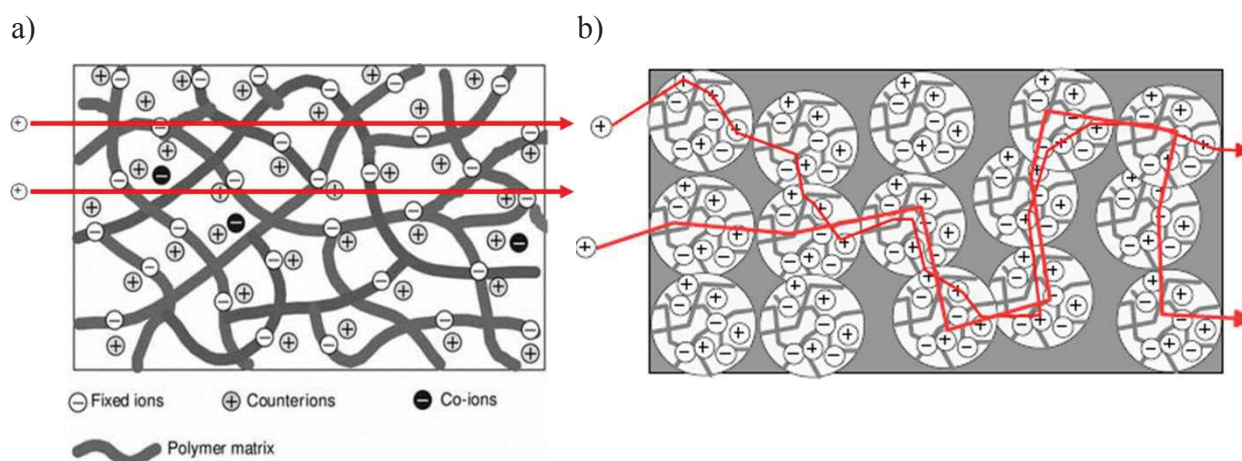 a)
b)
Fixed ions
Counterions
Co-ions
Polymer matrix